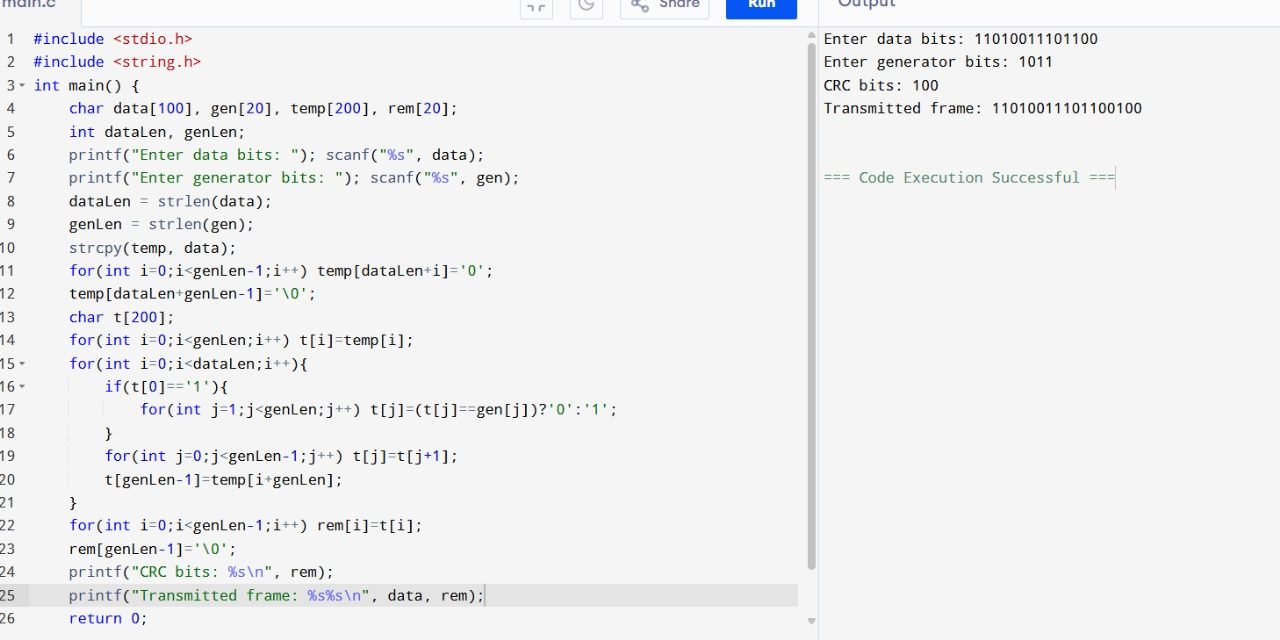 main.c
Share
Run
Output
1 #include <stdio.h>
2 #include <string.h>
3 int main() {
4 char data[100], gen[20], temp[200], rem[20];
5 int dataLen, genLen;
6 printf("Enter data bits: "); scanf("%s", data);
7 printf("Enter generator bits: "); scanf("%s", gen);
8 dataLen = strlen(data);
9 genLen = strlen(gen);
10 strcpy(temp, data);
11 for(int i=0;i<genLen-1;i++) temp[dataLen+i]='0';
12 temp[dataLen+genLen-1]='\0';
13 char t[200];
14 for(int i=0;i<genLen;i++) t[i]=temp[i];
15 for(int i=0;i<dataLen;i++){
16 if(t[0]=='1'){
17 for(int j=1;j<genLen;j++) t[j]=(t[j]==gen[j])?'0':'1';
18 }
19 for(int j=0;j<genLen-1;j++) t[j]=t[j+1];
20 t[genLen-1]=temp[i+genLen];
21 }
22 for(int i=0;i<genLen-1;i++) rem[i]=t[i];
23 rem[genLen-1]='\0';
24 printf("CRC bits: %s\n", rem);
25 printf("Transmitted frame: %s%s\n", data, rem);
26 return 0;
Enter data bits: 11010011101100
Enter generator bits: 1011
CRC bits: 100
Transmitted frame: 11010011101100100
=== Code Execution Successful ===